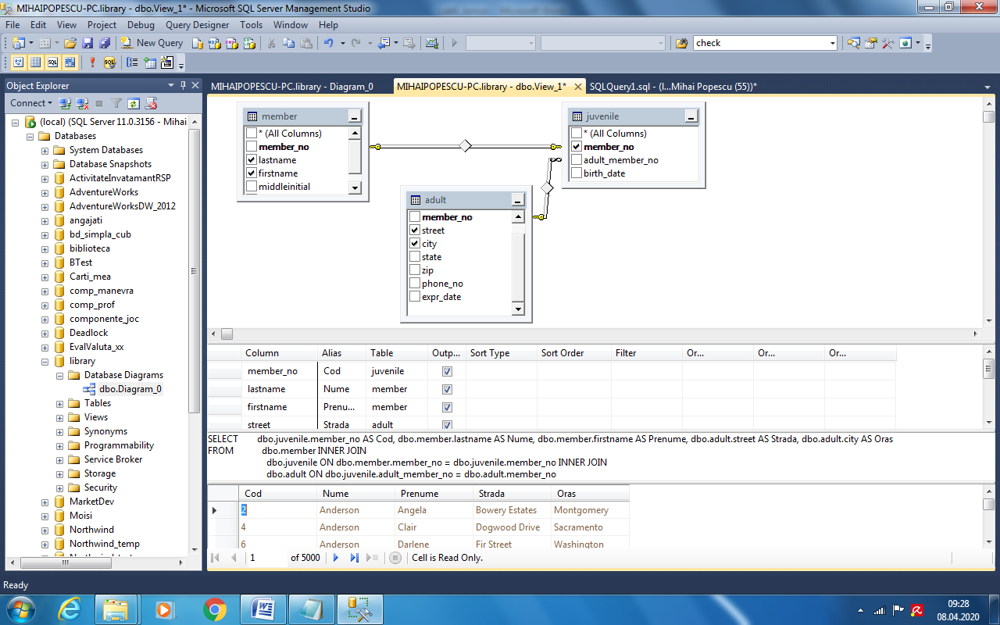 MIHAIPOPESCU-PC.library - dbo.View_1* - Microsoft SQL Server Management Studio
File Edit View Project Debug Query Designer Tools Window Help
New Query
check
Object Explorer
Connect
(local) (SQL Server 11.0.3156 - Mihai
Databases
System Databases
Database Snapshots
ActivitateInvatamantRSP
AdventureWorks
AdventureWorksDW_2012
angajati
bd_simpla_cub
biblioteca
BTest
Carti_mea
comp_manevra
comp_prof
componente_joc
Deadlock
EvalValuta_xx
library
Database Diagrams
dbo.Diagram_0
Tables
Views
Synonyms
Programmability
Service Broker
Storage
Security
MarketDev
Moisi
Northwind
Northwind_temp
MIHAIPOPESCU-PC.library - Diagram_0
MIHAIPOPESCU-PC.library - dbo.View_1*
SQLQuery1.sql - (l...Mihai Popescu (55))*
member
* (All Columns)
member_no
lastname
firstname
middleinitial
juvenile
* (All Columns)
member_no
adult_member_no
birth_date
adult
member_no
street
city
state
zip
phone_no
expr_date
Column Alias Table Outp... Sort Type Sort Order Filter Or... Or... Or...
member_no Cod juvenile
lastname Nume member
firstname Prenu... member
street Strada adult
SELECT dbo.juvenile.member_no AS Cod, dbo.member.lastname AS Nume, dbo.member.firstname AS Prenume, dbo.adult.street AS Strada, dbo.adult.city AS Oras
FROM dbo.member INNER JOIN
dbo.juvenile ON dbo.member.member_no = dbo.juvenile.member_no INNER JOIN
dbo.adult ON dbo.juvenile.adult_member_no = dbo.adult.member_no
Cod Nume Prenume Strada Oras
2 Anderson Angela Bowery Estates Montgomery
4 Anderson Clair Dogwood Drive Sacramento
6 Anderson Darlene Fir Street Washington
1 of 5000 Cell is Read Only.
Ready
09:28
08.04.2020